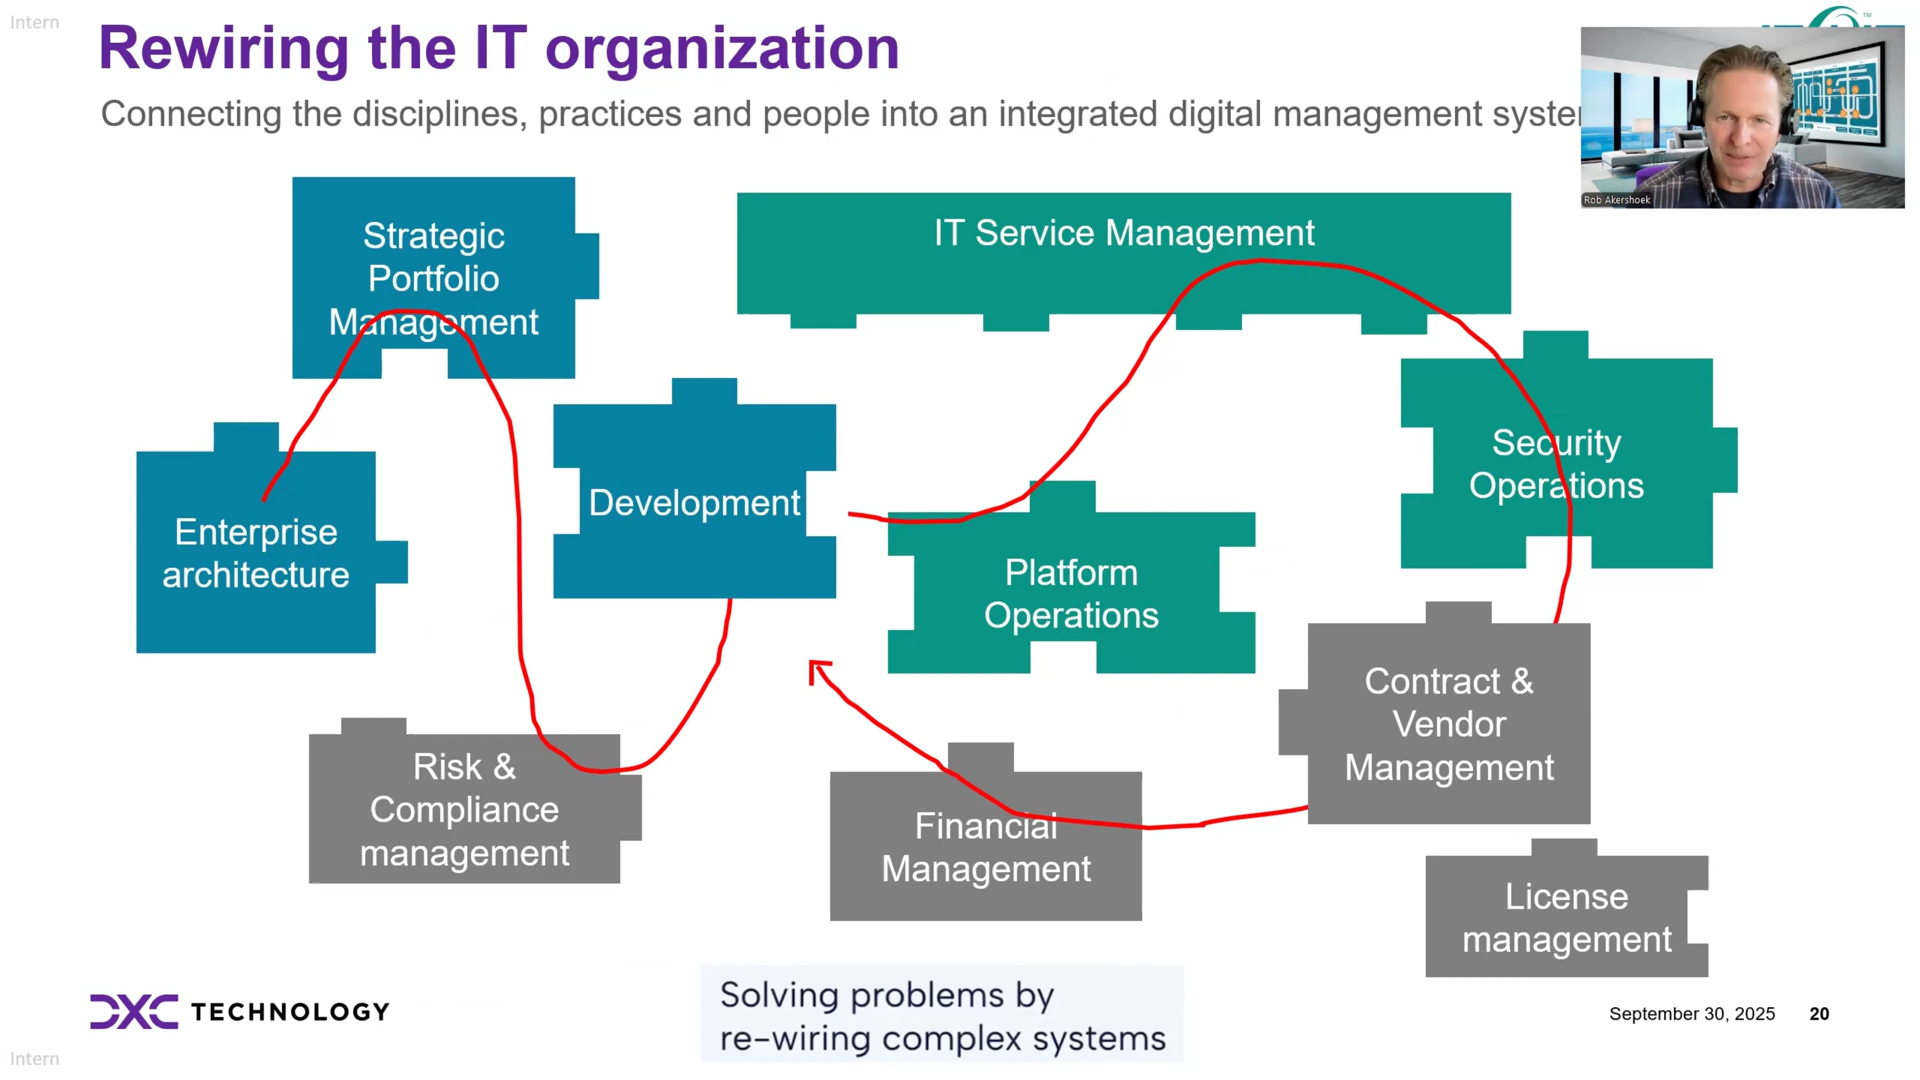 Intern
Rewiring the IT organization
TM
Connecting the disciplines, practices and people into an integrated digital management syste
Rob Akershoek
Strategic
Portfolio
Management
IT Service Management
Security
Operations
Development
Enterprise
architecture
Platform
Operations
Contract &
Vendor
Management
Risk &
Compliance
management
Financial
Management
License
management
Solving problems by
re-wiring complex systems
DXC TECHNOLOGY
September 30, 2025 20
Intern